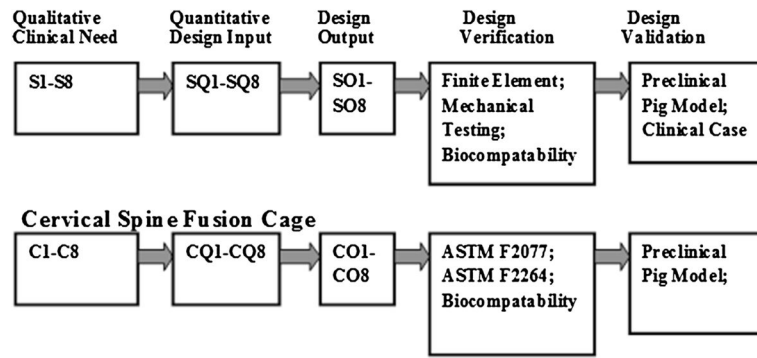 Qualitative Clinical Need
Quantitative Design Input
Design Output
Design Verification
Design Validation
S1-S8
SQ1-SQ8
SO1-
SO8
Finite Element;
Mechanical
Testing;
Biocompatability
Preclinical
Pig Model;
Clinical Case
Cervical Spine Fusion Cage
C1-C8
CQ1-CQ8
CO1-
CO8
ASTM F2077;
ASTM F2264;
Biocompatability
Preclinical
Pig Model;